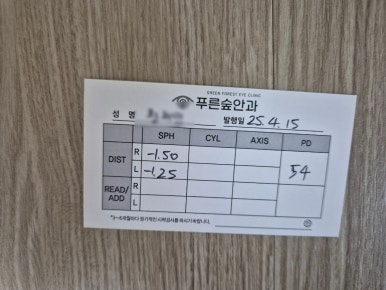 GREEN FOREST EYE CLINIC
푸른숲안과
성 명 발행일 25. 4. 15
SPH CYL AXIS PD
DIST R -1.50 54
L -1.25
READ/ADD R
L